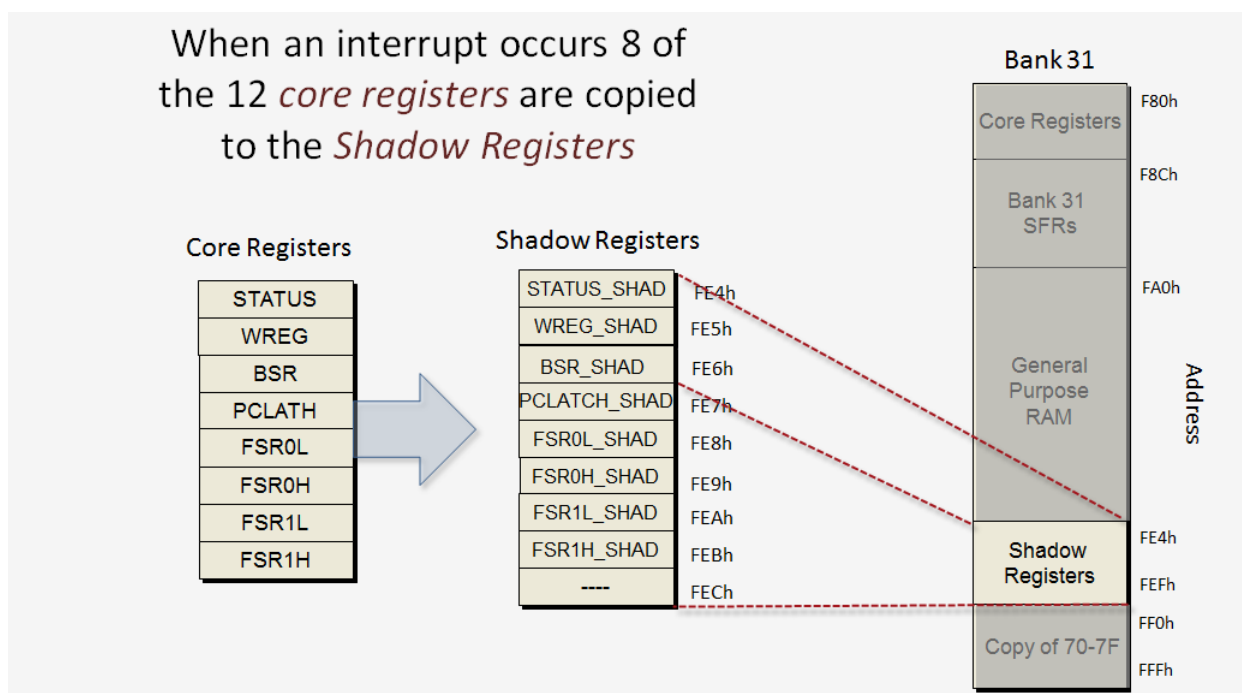 When an interrupt occurs 8 of
the 12 core registers are copied
to the Shadow Registers
Core Registers
STATUS
WREG
BSR
PCLATH
FSR0L
FSR0H
FSR1L
FSR1H
Shadow Registers
STATUS_SHAD FE4h
WREG_SHAD FE5h
BSR_SHAD FE6h
PCLATCH_SHAD FE7h
FSR0L_SHAD FE8h
FSR0H_SHAD FE9h
FSR1L_SHAD FEAh
FSR1H_SHAD FEBh
---- FECh
Bank 31
Core Registers
Bank 31
SFRs
General
Purpose
RAM
Shadow
Registers
Copy of 70-7F
F80h
F8Ch
FA0h
FE4h
FEFh
FF0h
FFFh
Address